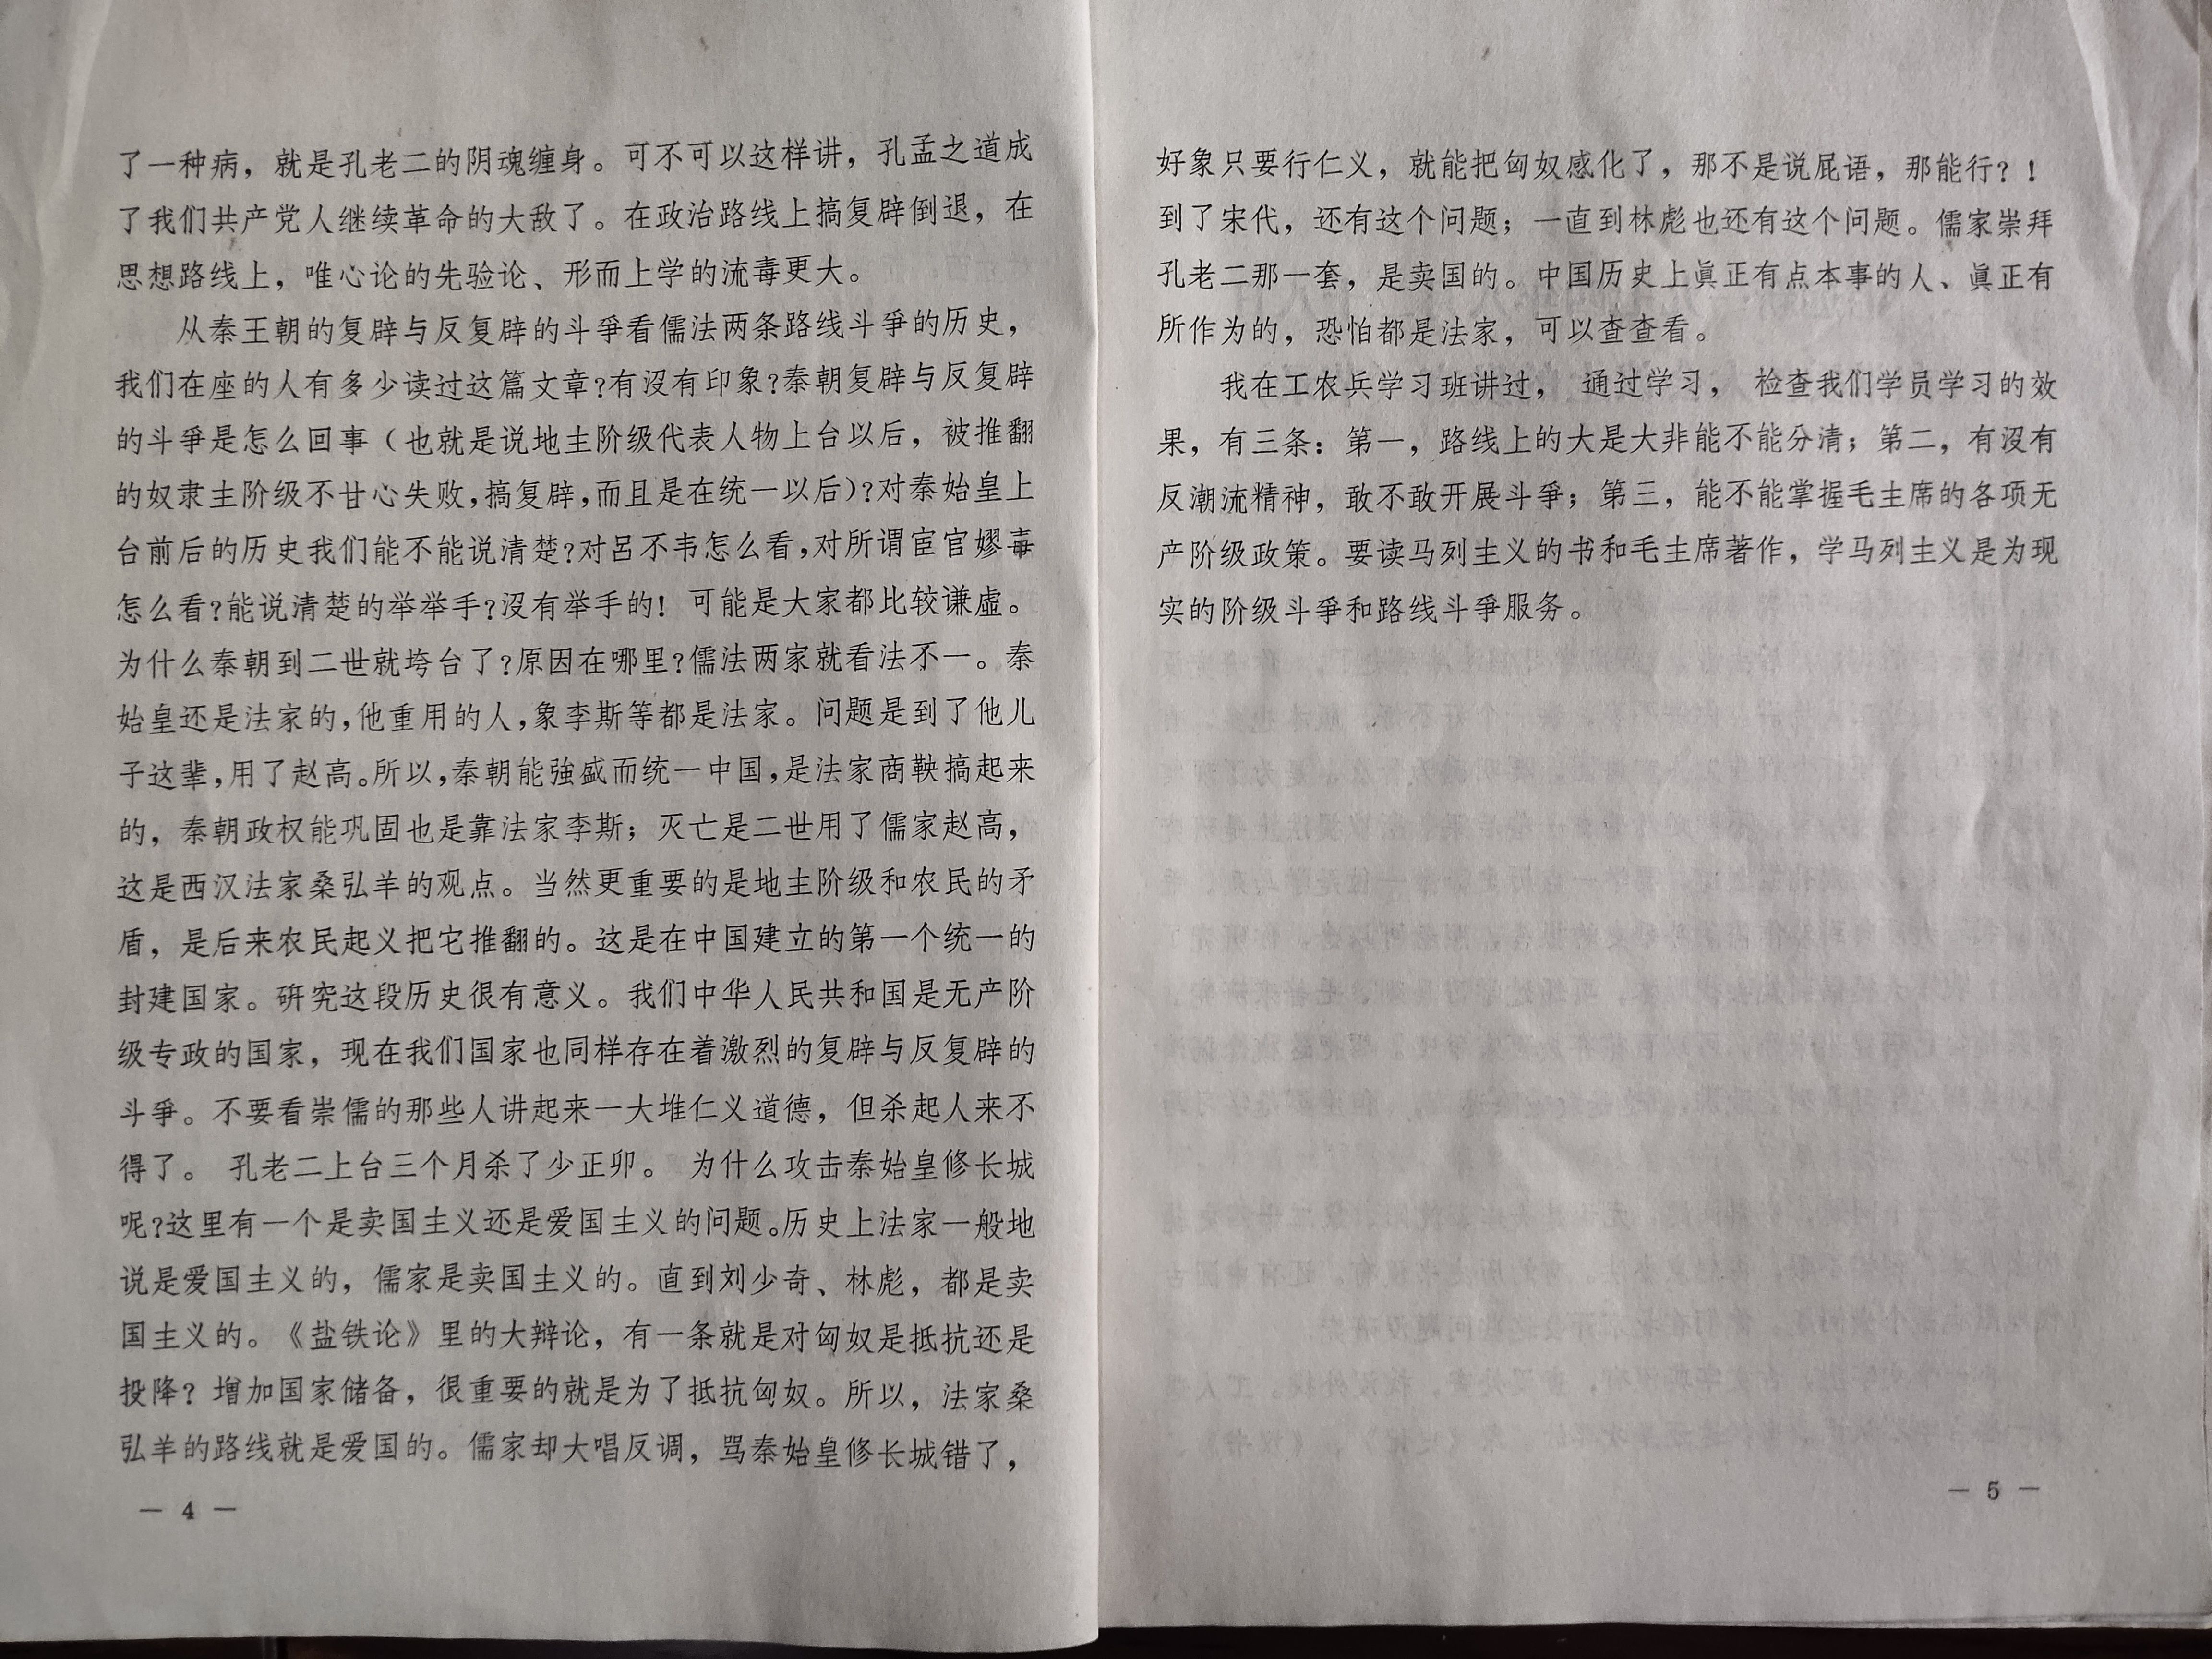 了一种病，就是孔老二的阴魂缠身。可不可以这样讲，孔孟之道成
了我们共产党人继续革命的大敌了。在政治路线上搞复辟倒退，在
思想路线上，唯心论的先验论、形而上学的流毒更大。
从秦王朝的复辟与反复辟的斗爭看儒法两条路线斗爭的历史，
我们在座的人有多少读过这篇文章？有沒有印象？秦朝复辟与反复辟
的斗爭是怎么回事（也就是说地主阶级代表人物上台以后，被推翻
的奴隶主阶级不甘心失败，搞复辟，而且是在统一以后）？对秦始皇上
台前后的历史我们能不能说清楚？对呂不韦怎么看，对所谓宦官嫪毐
怎么看？能说清楚的举举手？沒有举手的！可能是大家都比较谦虚。
为什么秦朝到二世就垮台了？原因在哪里？儒法两家就看法不一。秦
始皇还是法家的，他重用的人，象李斯等都是法家。问题是到了他儿
子这辈，用了赵高。所以，秦朝能強盛而统一中国，是法家商鞅搞起来
的，秦朝政权能巩固也是靠法家李斯；灭亡是二世用了儒家赵高，
这是西汉法家桑弘羊的观点。当然更重要的是地主阶级和农民的矛
盾，是后来农民起义把它推翻的。这是在中国建立的第一个统一的
封建国家。研究这段历史很有意义。我们中华人民共和国是无产阶
级专政的国家，现在我们国家也同样存在着激烈的复辟与反复辟的
斗爭。不要看崇儒的那些人讲起来一大堆仁义道德，但杀起人来不
得了。 孔老二上台三个月杀了少正卯。 为什么攻击秦始皇修长城
呢？这里有一个是卖国主义还是爱国主义的问题。历史上法家一般地
说是爱国主义的，儒家是卖国主义的。直到刘少奇、林彪，都是卖
国主义的。《盐铁论》里的大辩论，有一条就是对匈奴是抵抗还是
投降？增加国家储备，很重要的就是为了抵抗匈奴。所以，法家桑
弘羊的路线就是爱国的。儒家却大唱反调，骂秦始皇修长城错了，
— 4 —
好象只要行仁义，就能把匈奴感化了，那不是说屁语，那能行？！
到了宋代，还有这个问题；一直到林彪也还有这个问题。儒家崇拜
孔老二那一套，是卖国的。中国历史上眞正有点本事的人、眞正有
所作为的，恐怕都是法家，可以查查看。
我在工农兵学习班讲过， 通过学习， 检查我们学员学习的效
果，有三条：第一，路线上的大是大非能不能分清；第二，有沒有
反潮流精神，敢不敢开展斗爭；第三，能不能掌握毛主席的各项无
产阶级政策。要读马列主义的书和毛主席著作，学马列主义是为现
实的阶级斗爭和路线斗爭服务。
— 5 —